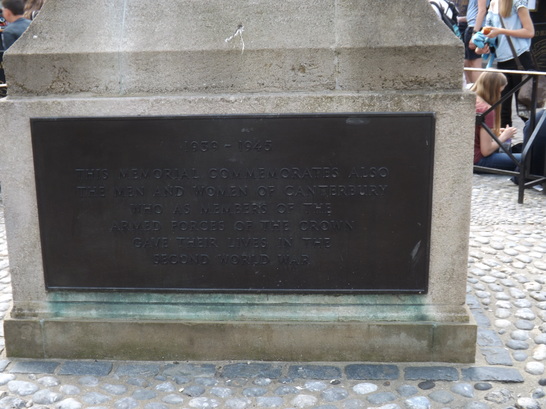 1939 - 1945
THIS MEMORIAL COMMEMORATES ALSO
THE MEN AND WOMEN OF CANTERBURY
WHO AS MEMBERS OF THE
ARMED FORCES OF THE CROWN
GAVE THEIR LIVES IN THE
SECOND WORLD WAR